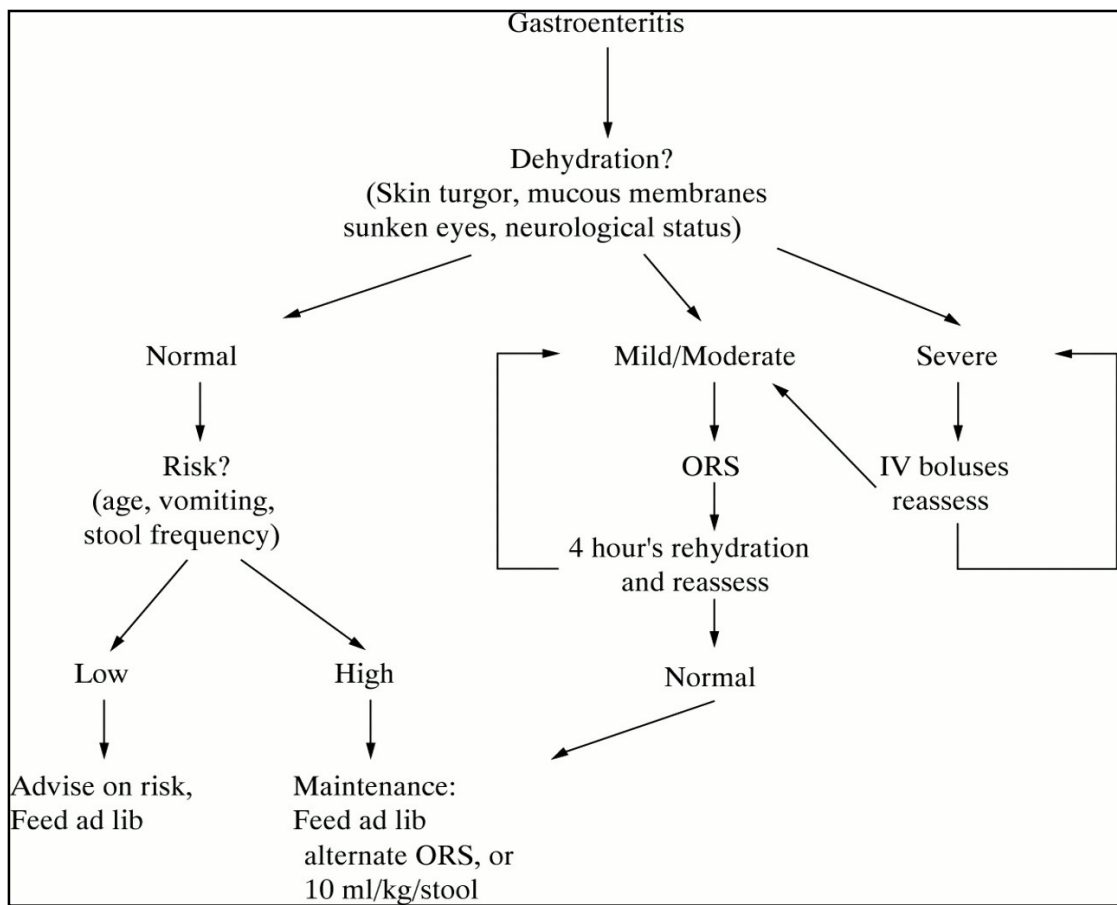 Gastroenteritis
Dehydration?
(Skin turgor, mucous membranes
sunken eyes, neurological status)
Normal
Mild/Moderate
Severe
Risk?
(age, vomiting,
stool frequency)
ORS
IV boluses
reassess
4 hour's rehydration
and reassess
Low
High
Normal
Advise on risk,
Feed ad lib
Maintenance:
Feed ad lib
alternate ORS, or
10 ml/kg/stool